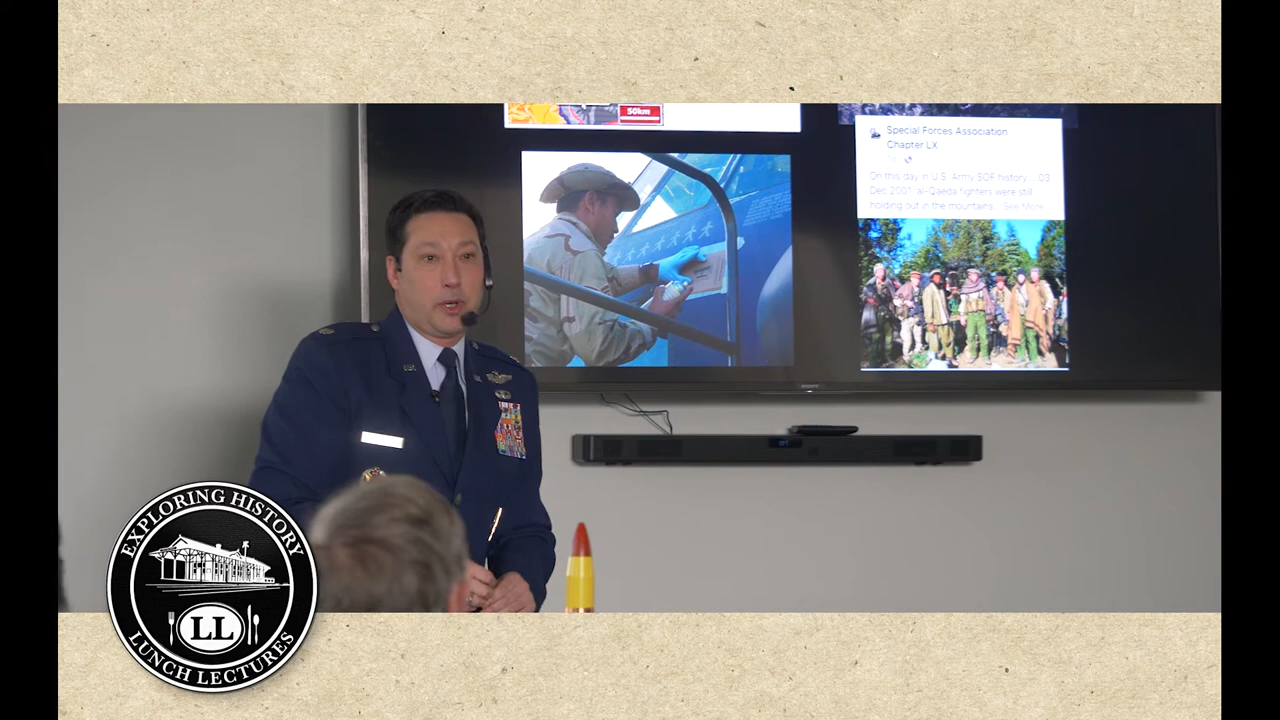 50km
Special Forces Association
Chapter LX
On this day in U.S. Army SOF history.....03
Dec 2001: al-Qaeda fighters were still
holding out in the mountains... See More
SONY
EXPLORING HISTORY
LL
LUNCH LECTURES